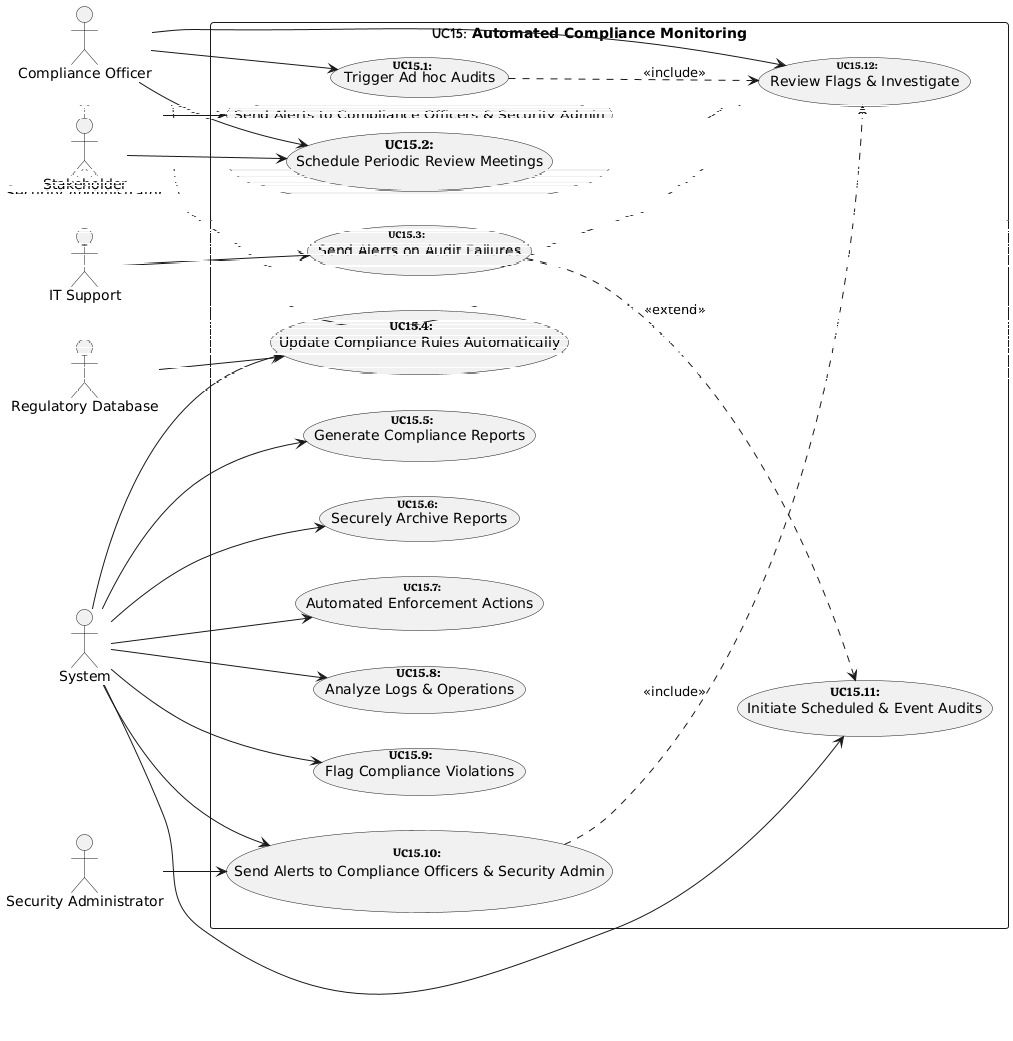 UC15: Automated Compliance Monitoring
Compliance Officer
UC15.1:
Trigger Ad hoc Audits
«include»
UC15.12:
Review Flags & Investigate
Send Alerts to Compliance Officers & Security Admin
UC15.2:
Schedule Periodic Review Meetings
Stakeholder
Security Administrator
UC15.3:
Send Alerts on Audit Failures
IT Support
«extend»
UC15.4:
Update Compliance Rules Automatically
Regulatory Database
UC15.5:
Generate Compliance Reports
UC15.6:
Securely Archive Reports
UC15.7:
Automated Enforcement Actions
System
UC15.8:
Analyze Logs & Operations
«include»
UC15.11:
Initiate Scheduled & Event Audits
UC15.9:
Flag Compliance Violations
UC15.10:
Send Alerts to Compliance Officers & Security Admin
Security Administrator